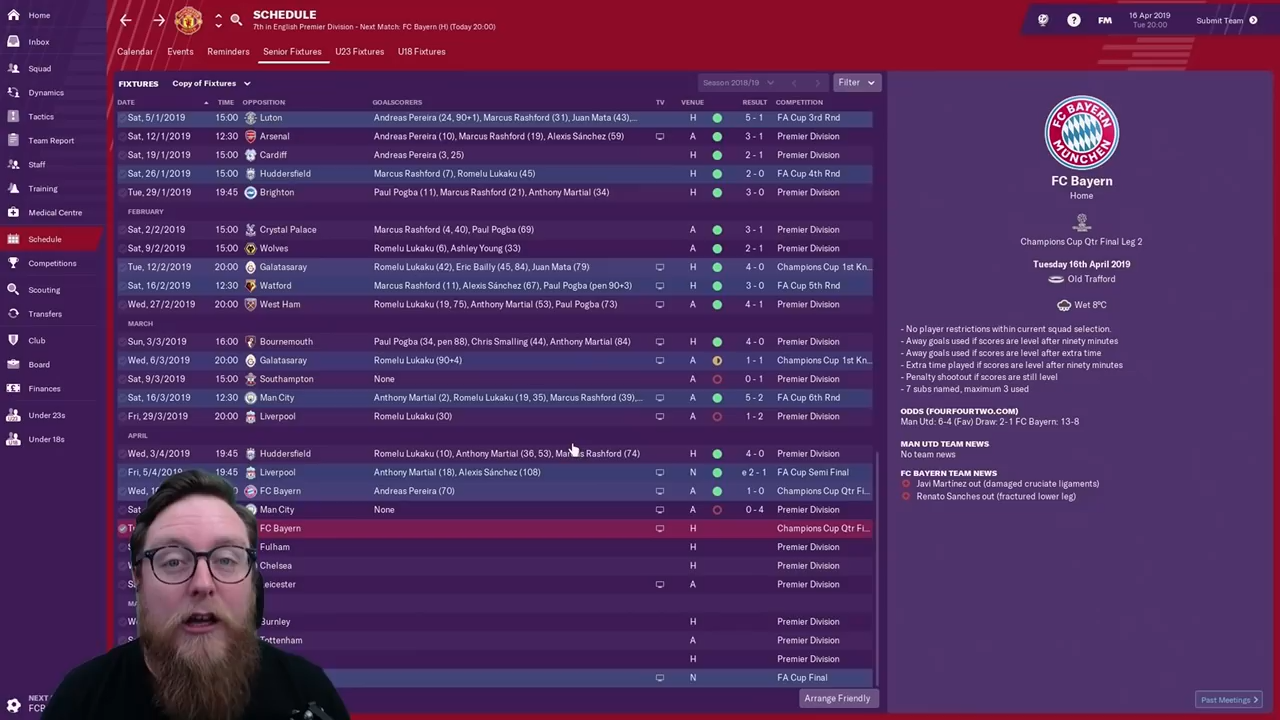 Home
Inbox
Squad
Dynamics
Tactics
Team Report
Staff
Training
Medical Centre
Schedule
Competitions
Scouting
Transfers
Club
Board
Finances
Under 23s
Under 18s
NEXT
FCB
SCHEDULE
7th in English Premier Division - Next Match: FC Bayern (H) (Today 20:00)
FM
16 Apr 2019
Tue 20:00
Submit Team
Calendar Events Reminders Senior Fixtures U23 Fixtures U18 Fixtures
FIXTURES Copy of Fixtures Season 2018/19 Filter
DATE TIME OPPOSITION GOALSCORERS TV VENUE RESULT COMPETITION
Sat, 5/1/2019 15:00 Luton Andreas Pereira (24, 90+1), Marcus Rashford (31), Juan Mata (43),... H 5 - 1 FA Cup 3rd Rnd
Sat, 12/1/2019 12:30 Arsenal Andreas Pereira (10), Marcus Rashford (19), Alexis Sánchez (59) A 3 - 1 Premier Division
Sat, 19/1/2019 15:00 Cardiff Andreas Pereira (3, 25) H 2 - 1 Premier Division
Sat, 26/1/2019 15:00 Huddersfield Marcus Rashford (7), Romelu Lukaku (45) H 2 - 0 FA Cup 4th Rnd
Tue, 29/1/2019 19:45 Brighton Paul Pogba (11), Marcus Rashford (21), Anthony Martial (34) H 3 - 0 Premier Division
FEBRUARY
Sat, 2/2/2019 15:00 Crystal Palace Marcus Rashford (4, 40), Paul Pogba (69) A 3 - 1 Premier Division
Sat, 9/2/2019 15:00 Wolves Romelu Lukaku (6), Ashley Young (33) A 2 - 1 Premier Division
Tue, 12/2/2019 20:00 Galatasaray Romelu Lukaku (42), Eric Bailly (45, 84), Juan Mata (79) H 4 - 0 Champions Cup 1st Kn...
Sat, 16/2/2019 12:30 Watford Marcus Rashford (11), Alexis Sánchez (67), Paul Pogba (pen 90+3) H 3 - 0 FA Cup 5th Rnd
Wed, 27/2/2019 20:00 West Ham Romelu Lukaku (19, 75), Anthony Martial (53), Paul Pogba (73) A 4 - 1 Premier Division
MARCH
Sun, 3/3/2019 16:00 Bournemouth Paul Pogba (34, pen 88), Chris Smalling (44), Anthony Martial (84) H 4 - 0 Premier Division
Wed, 6/3/2019 20:00 Galatasaray Romelu Lukaku (90+4) A 1 - 1 Champions Cup 1st Kn...
Sat, 9/3/2019 15:00 Southampton None A 0 - 1 Premier Division
Sat, 16/3/2019 12:30 Man City Anthony Martial (2), Romelu Lukaku (19, 35), Marcus Rashford (39),... A 5 - 2 FA Cup 6th Rnd
Fri, 29/3/2019 20:00 Liverpool Romelu Lukaku (30) A 1 - 2 Premier Division
APRIL
Wed, 3/4/2019 19:45 Huddersfield Romelu Lukaku (10), Anthony Martial (36, 53), Marcus Rashford (74) H 4 - 0 Premier Division
Fri, 5/4/2019 19:45 Liverpool Anthony Martial (18), Alexis Sánchez (108) N e 2 - 1 FA Cup Semi Final
Wed, FC Bayern Andreas Pereira (70) A 1 - 0 Champions Cup Qtr Fi...
Sat, Man City None A 0 - 4 Premier Division
FC Bayern H Champions Cup Qtr Fi...
Fulham H Premier Division
Chelsea H Premier Division
Leicester A Premier Division
Burnley H Premier Division
Tottenham A Premier Division
H Premier Division
N FA Cup Final
Arrange Friendly
FC BAYERN MÜNCHEN
FC Bayern
Home
Champions Cup Qtr Final Leg 2
Tuesday 16th April 2019
Old Trafford
Wet 8ºC
- No player restrictions within current squad selection.
- Away goals used if scores are level after ninety minutes
- Away goals used if scores are level after extra time
- Extra time played if scores are level after ninety minutes
- Penalty shootout if scores are still level
- 7 subs named, maximum 3 used
ODDS (FOURFOURTWO.COM)
Man Utd: 6-4 (Fav) Draw: 2-1 FC Bayern: 13-8
MAN UTD TEAM NEWS
No team news
FC BAYERN TEAM NEWS
Javi Martínez out (damaged cruciate ligaments)
Renato Sanches out (fractured lower leg)
Past Meetings